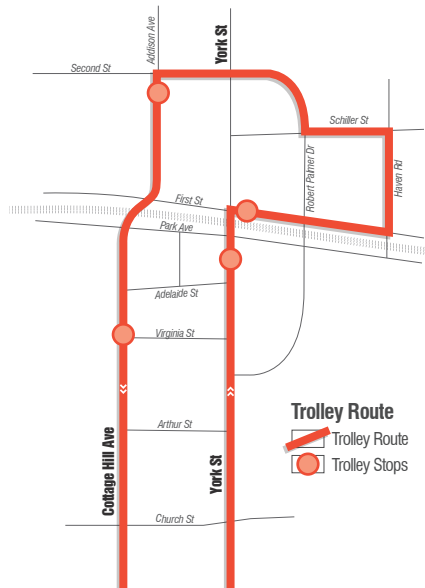 Addison Ave
York St
Second St
Schiller St
Robert Palmer Dr
Haven Rd
First St
Park Ave
Adelaide St
Virginia St
Trolley Route
Trolley Route
Trolley Stops
Cottage Hill Ave
Arthur St
York St
Church St